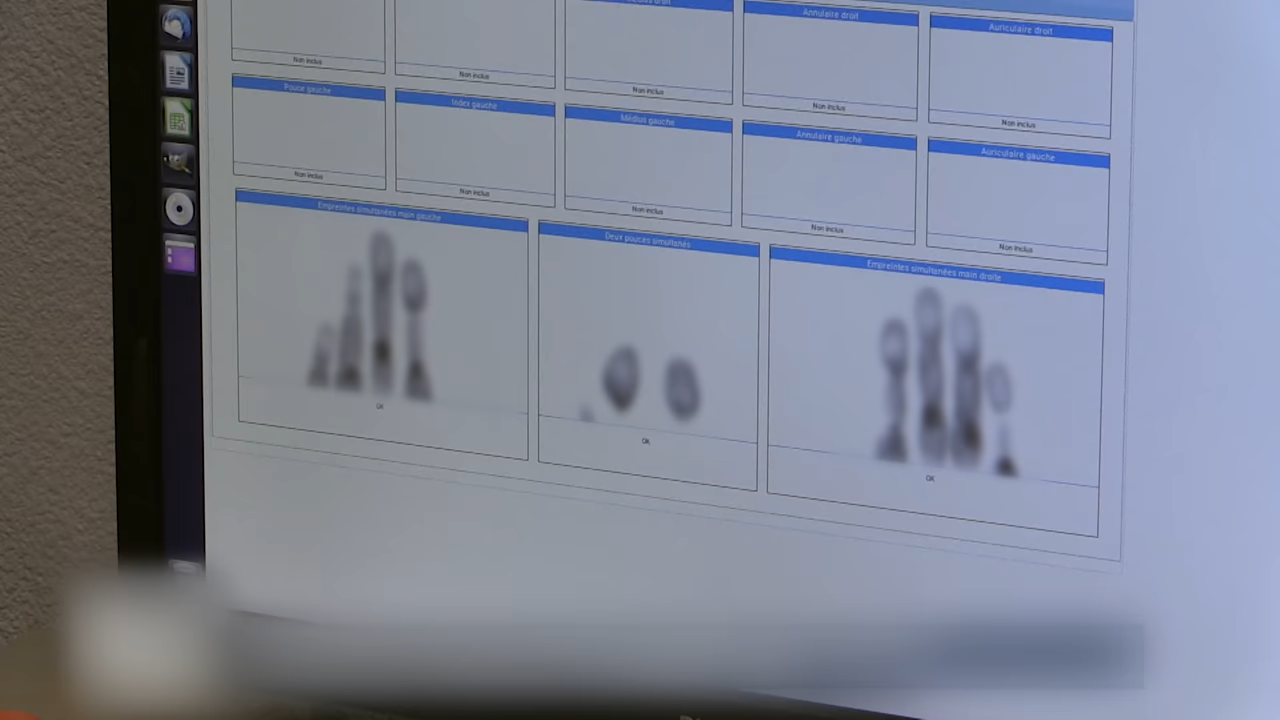 Médius droit
Annulaire droit
Auriculaire droit
Non inclus
Non inclus
Non inclus
Non inclus
Non inclus
Pouce gauche
Index gauche
Médius gauche
Annulaire gauche
Auriculaire gauche
Non inclus
Non inclus
Non inclus
Non inclus
Non inclus
Empreintes simultanées main gauche
Deux pouces simultanés
Empreintes simultanées main droite
OK
OK
OK